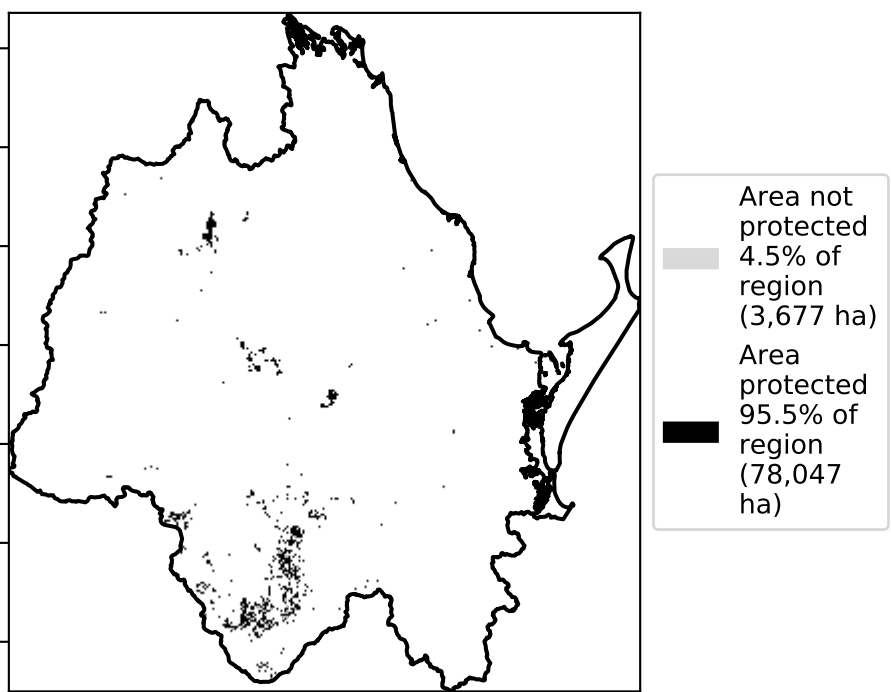 Area not
protected
4.5% of
region
(3,677 ha)
Area
protected
95.5% of
region
(78,047
ha)